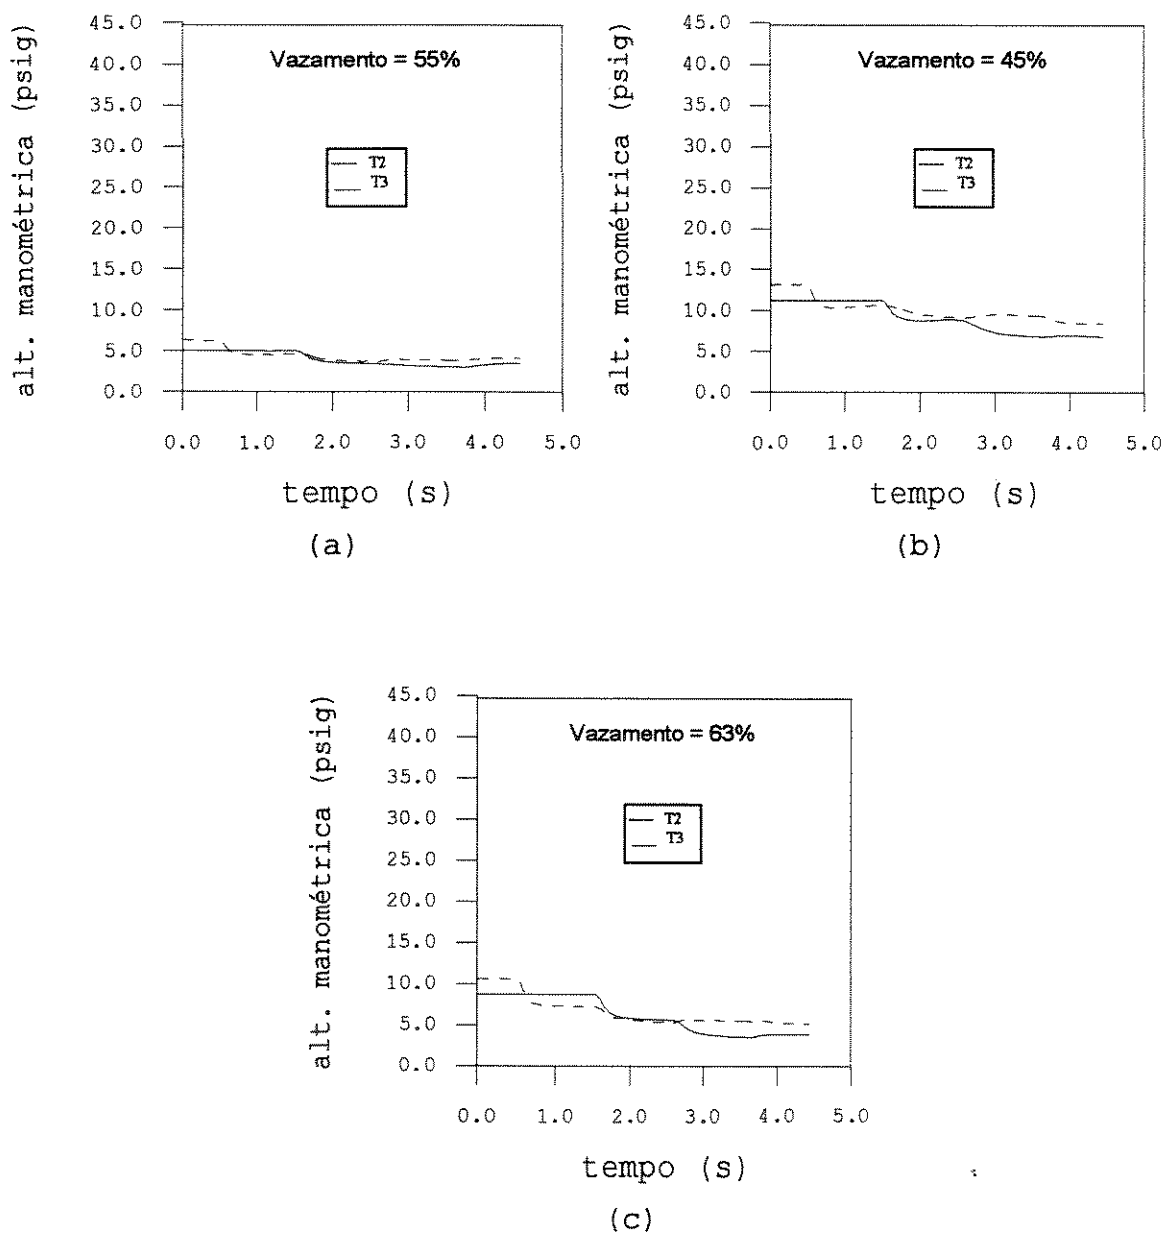 alt. manométrica (psig)
45.0
40.0
35.0
30.0
25.0
20.0
15.0
10.0
5.0
0.0
Vazamento = 55%
T2
T3
0.0 1.0 2.0 3.0 4.0 5.0
tempo (s)
(a)
alt. manométrica (psig)
45.0
40.0
35.0
30.0
25.0
20.0
15.0
10.0
5.0
0.0
Vazamento = 45%
T2
T3
0.0 1.0 2.0 3.0 4.0 5.0
tempo (s)
(b)
alt. manométrica (psig)
45.0
40.0
35.0
30.0
25.0
20.0
15.0
10.0
5.0
0.0
Vazamento = 63%
T2
T3
0.0 1.0 2.0 3.0 4.0 5.0
tempo (s)
(c)